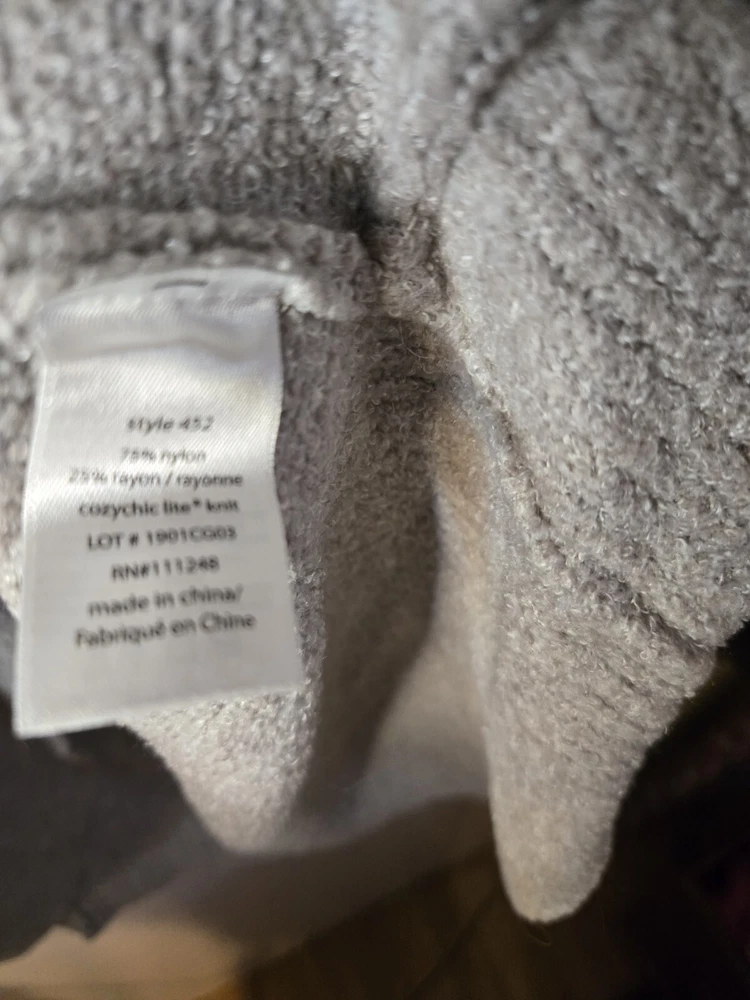 style 452
75% nylon
25% rayon / rayonne
cozychic lite® knit
LOT # 1901CG03
RN#111248
made in china/
Fabriqué en Chine